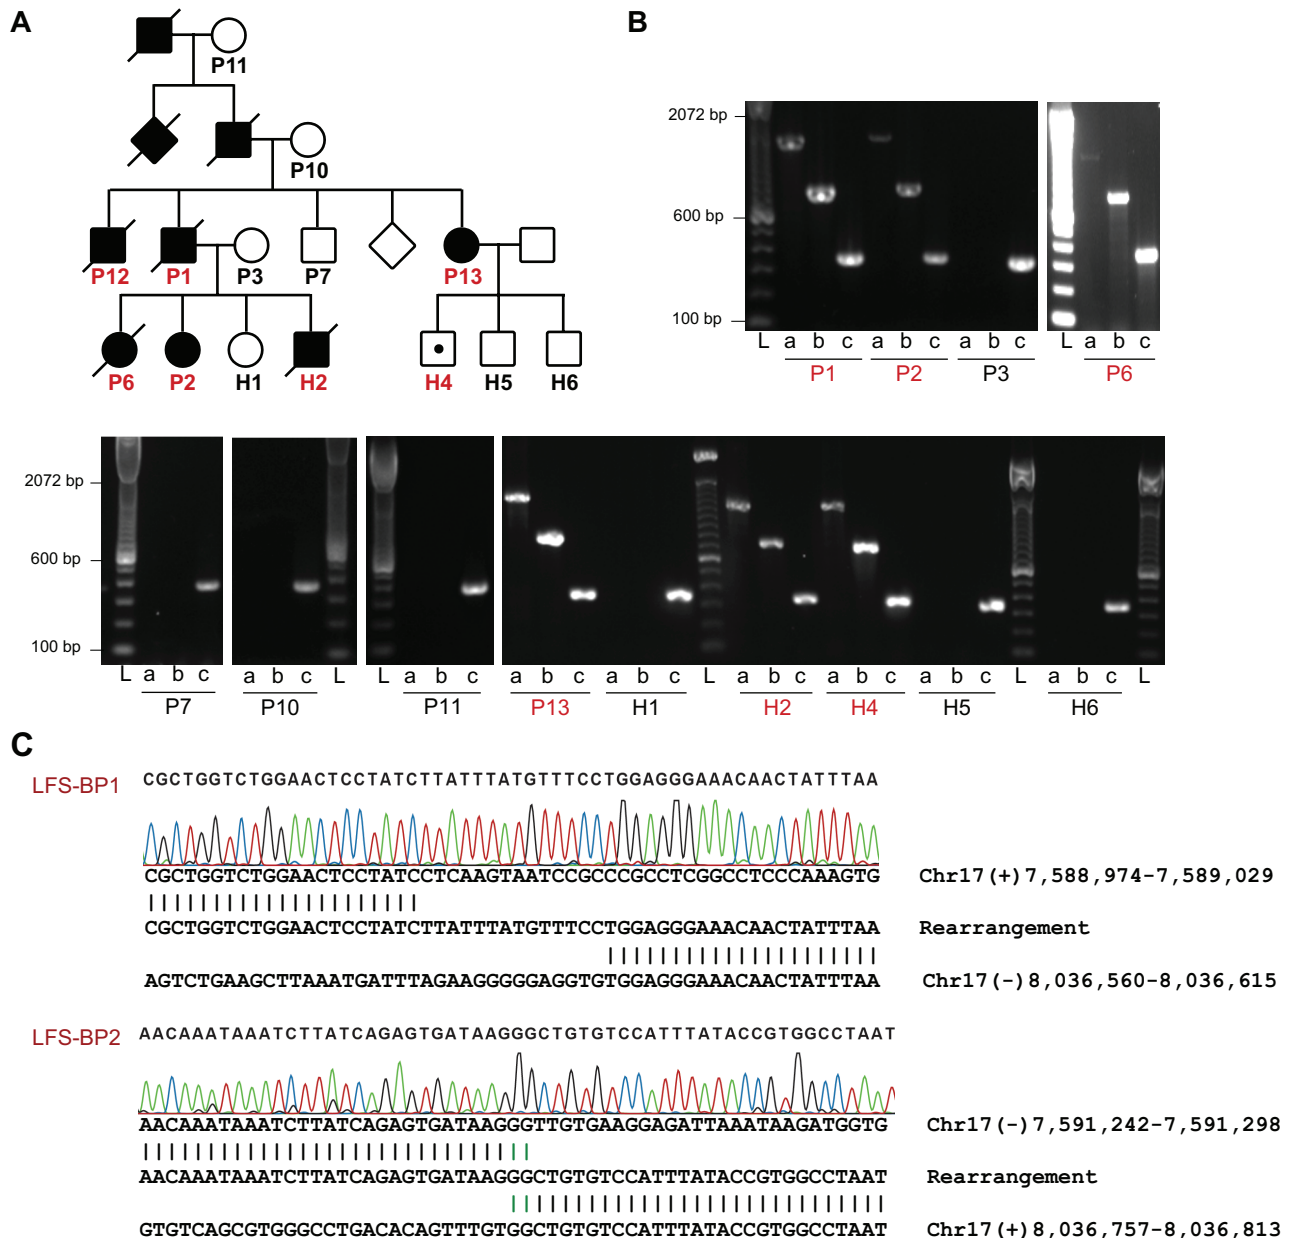 A
P11
P10
P12 P1 P3 P7 P13
P6 P2 H1 H2 H4 H5 H6
B
2072 bp
600 bp
100 bp
L a b c a b c a b c L a b c
P1 P2 P3 P6
2072 bp
600 bp
100 bp
L a b c a b c L L a b c a b c a b c L a b c a b c a b c L a b c L
P7 P10 P11 P13 H1 H2 H4 H5 H6
C
LFS-BP1
CGCTGGTCTGGAACTCCTATCTTATTTATGTTTCCTGGAGGGAAACAACTATTTAA
CGCTGGTCTGGAACTCCTATCCTCAAGTAATCCGCCCGCCTCGGCCTCCCAAAGTG Chr17(+)7,588,974-7,589,029
CGCTGGTCTGGAACTCCTATCTTATTTATGTTTCCTGGAGGGAAACAACTATTTAA Rearrangement
AGTCTGAAGCTTAAATGATTTAGAAGGGGGAGGTGTGGAGGGAAACAACTATTTAA Chr17(-)8,036,560-8,036,615
LFS-BP2
AACAAATAAATCTTATCAGAGTGATAAGGGCTGTGTCCATTTATACCGTGGCCTAAT
AACAAATAAATCTTATCAGAGTGATAAGGGTTGTGAAGGAGATTAAATAAGATGGTG Chr17(-)7,591,242-7,591,298
AACAAATAAATCTTATCAGAGTGATAAGGGCTGTGTCCATTTATACCGTGGCCTAAT Rearrangement
GTGTCAGCGTGGGCCTGACACAGTTTGTGGCTGTGTCCATTTATACCGTGGCCTAAT Chr17(+)8,036,757-8,036,813